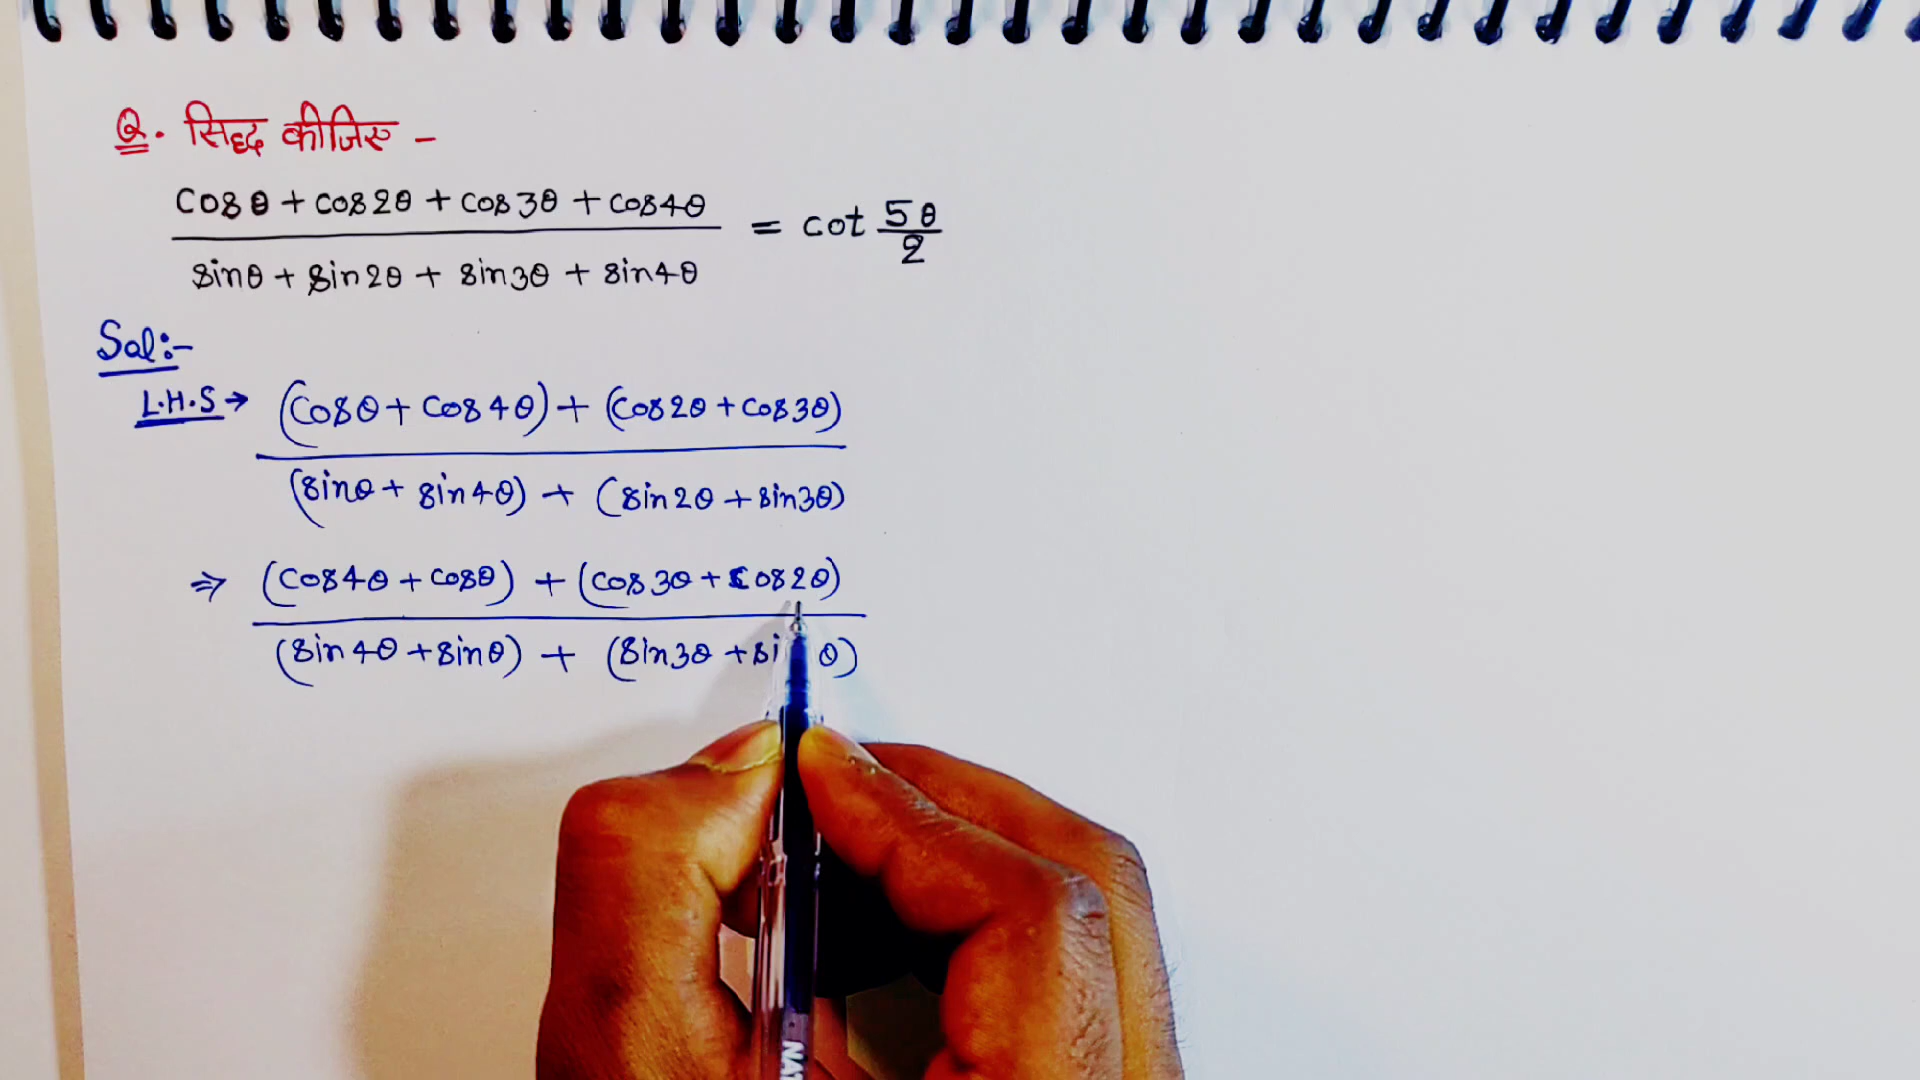 Q. सिद्ध कीजिए -
cosθ + cos2θ + cos3θ + cos4θ
= cot 5θ/2
sinθ + sin2θ + sin3θ + sin4θ
Sol:-
L.H.S → (cosθ + cos4θ) + (cos2θ + cos3θ)
(sinθ + sin4θ) + (sin2θ + sin3θ)
⇒ (cos4θ + cosθ) + (cos3θ + cos2θ)
(sin4θ + sinθ) + (sin3θ + si θ)